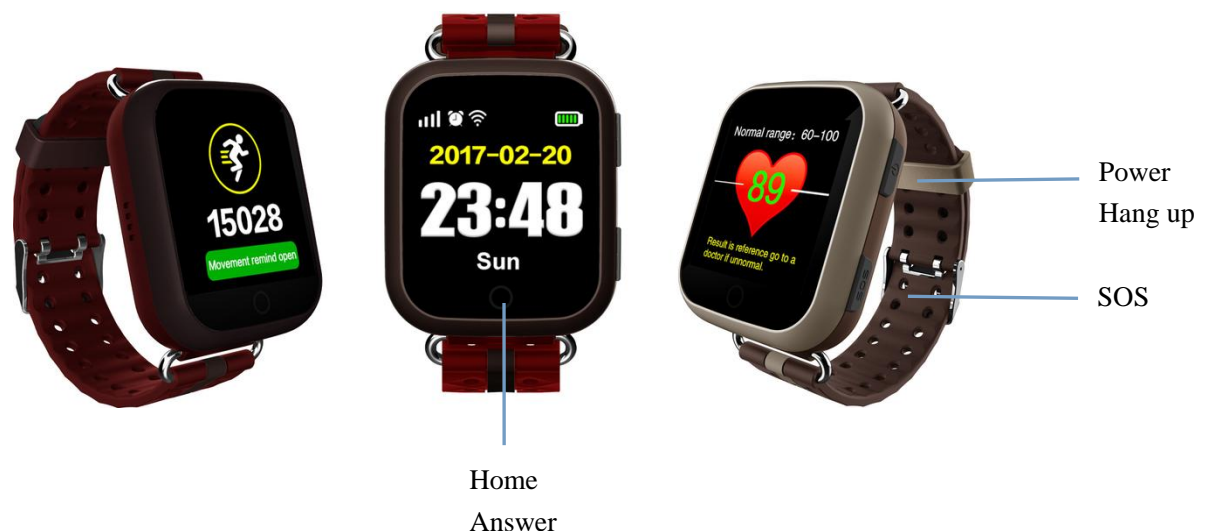 15028
Movement remind open
2017-02-20
23:48
Sun
Normal range: 60-100
89
Result is reference go to a
doctor if unnormal.
SOS
Power
Hang up
SOS
Home
Answer